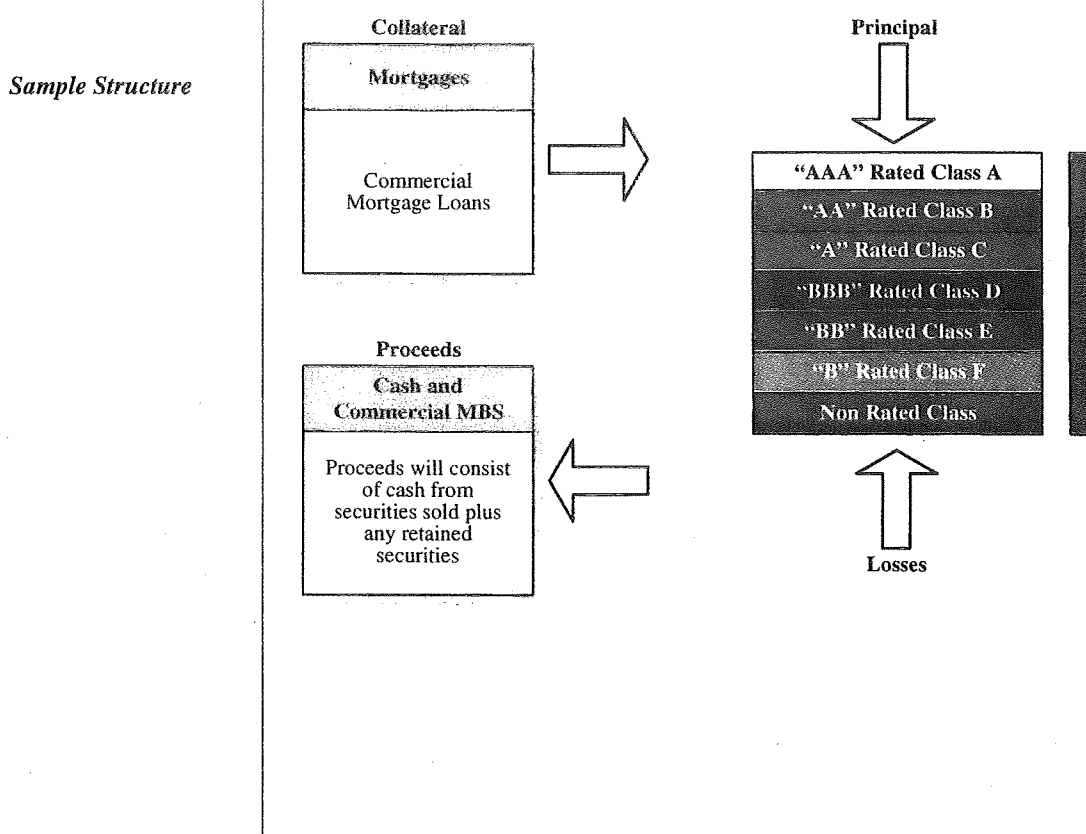 Sample Structure
Collateral
Mortgages
Commercial
Mortgage Loans
Proceeds
Cash and
Commercial MBS
Proceeds will consist
of cash from
securities sold plus
any retained
securities
Principal
“AAA” Rated Class A
“AA” Rated Class B
“A” Rated Class C
“BBB” Rated Class D
“BB” Rated Class E
“B” Rated Class F
Non Rated Class
Losses